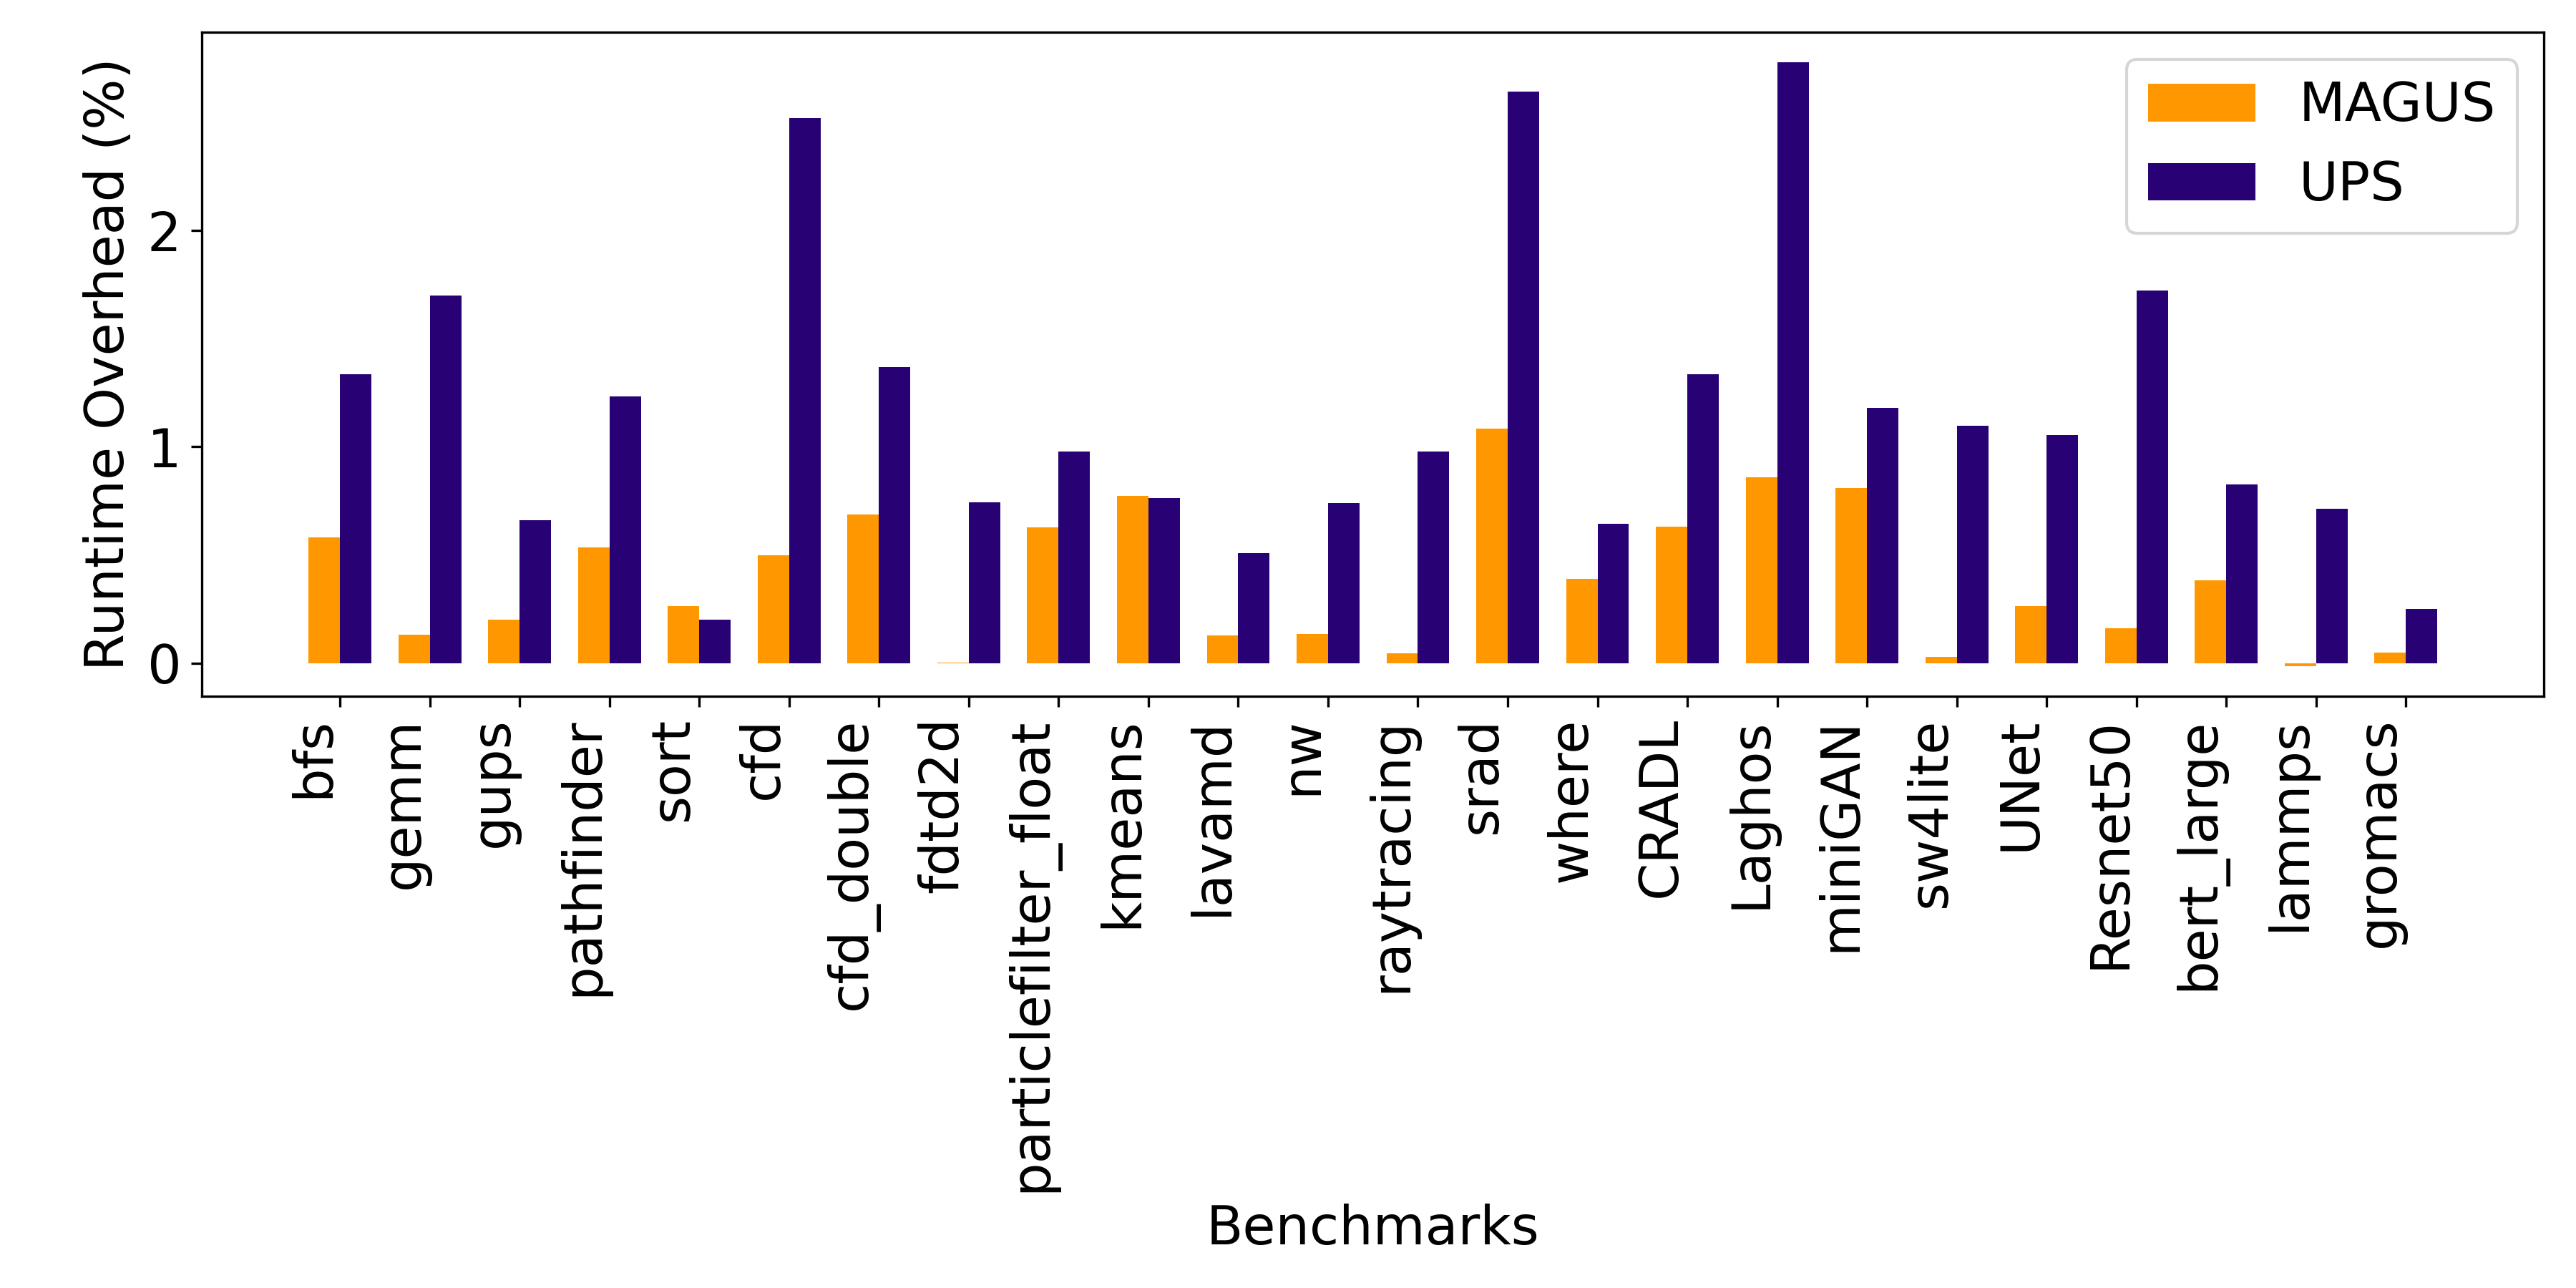 Runtime Overhead (%)
2
1
0
MAGUS
UPS
bfs
gemm
gups
pathfinder
sort
cfd
cfd_double
fdtd2d
particlefilter_float
kmeans
lavamd
nw
raytracing
srad
where
CRADL
Laghos
miniGAN
sw4lite
UNet
Resnet50
bert_large
lammps
gromacs
Benchmarks